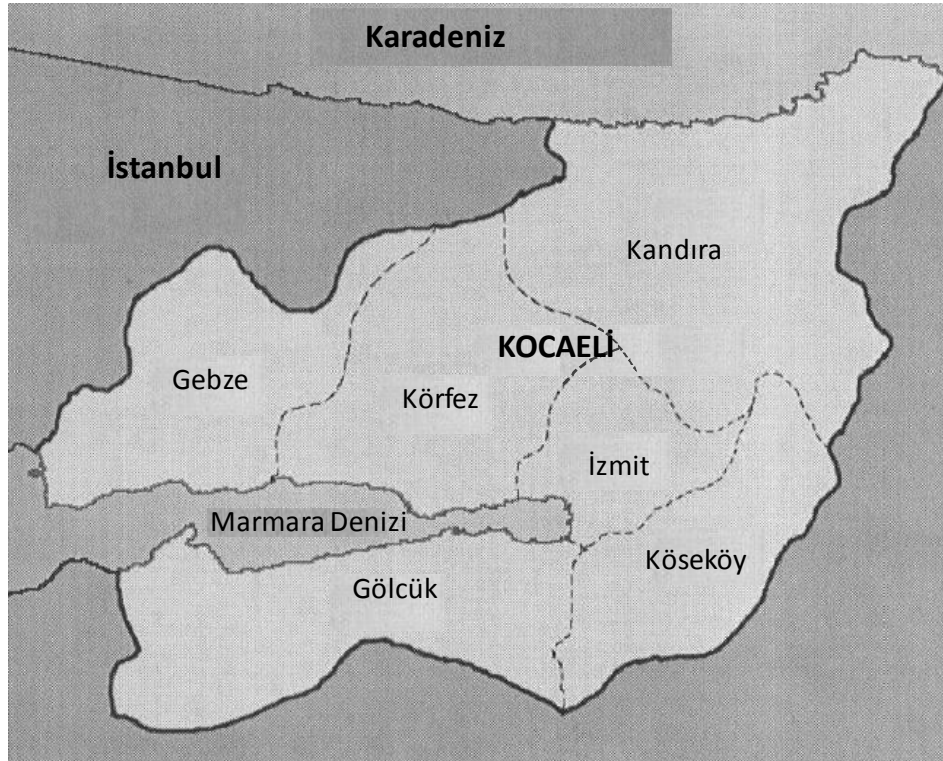 Karadeniz
İstanbul
Kandıra
KOCAELİ
Gebze
Körfez
İzmit
Marmara Denizi
Köseköy
Gölcük